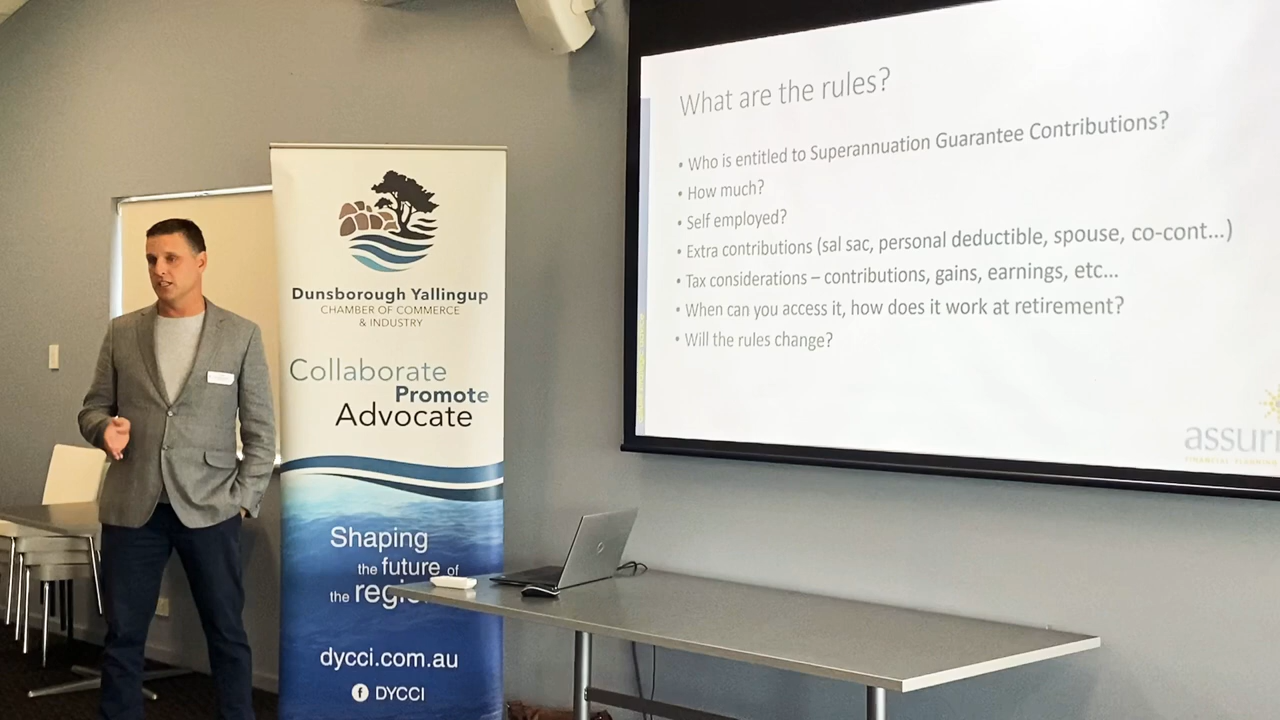 Dunsborough Yallingup
CHAMBER OF COMMERCE
& INDUSTRY
Collaborate
Promote
Advocate
Shaping
the future of
the
dycci.com.au
DYCCI
What are the rules?
• Who is entitled to Superannuation Guarantee Contributions?
• How much?
• Self employed?
• Extra contributions (sal sac, personal deductible, spouse, co-cont...)
• Tax considerations – contributions, gains, earnings, etc...
• When can you access it, how does it work at retirement?
• Will the rules change?
FINANCIAL PLANNING